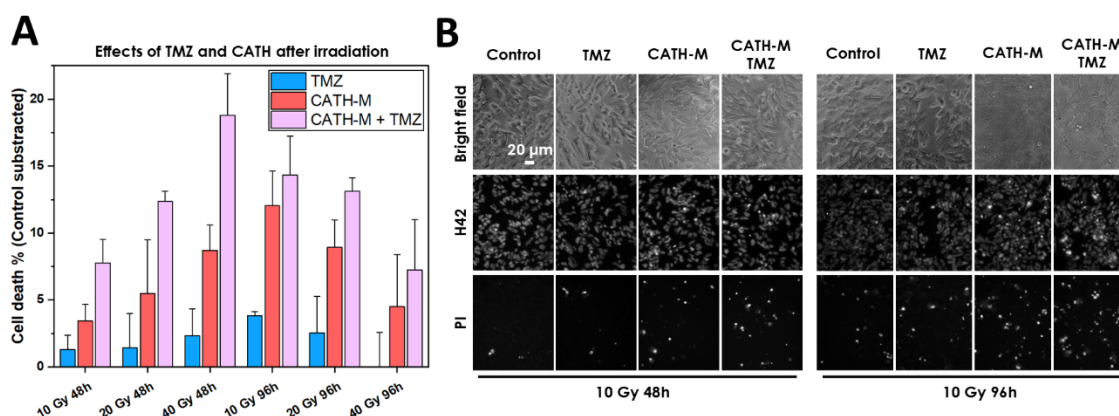 A
Effects of TMZ and CATH after irradiation
Cell death % (Control substracted)
20
15
10
5
0
TMZ
CATH-M
CATH-M + TMZ
10 Gy 48h
20 Gy 48h
40 Gy 48h
10 Gy 96h
20 Gy 96h
40 Gy 96h
B
Control TMZ CATH-M CATH-M TMZ
Control TMZ CATH-M CATH-M TMZ
Bright field
20 µm
H42
PI
10 Gy 48h
10 Gy 96h